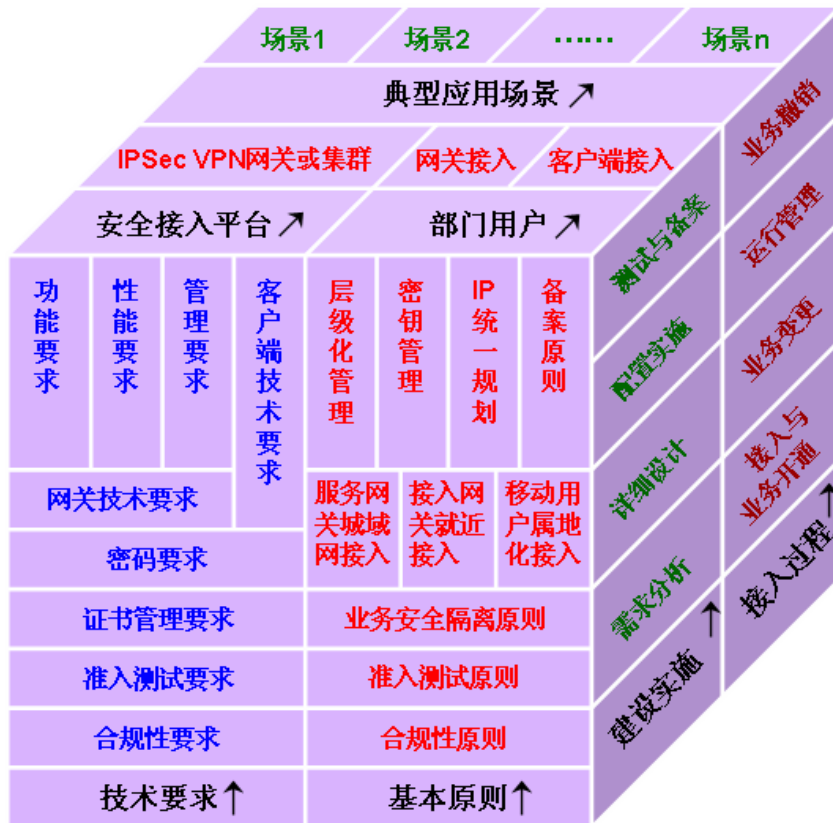 场景1
场景2
……
场景n
典型应用场景↗
IPSec VPN网关或集群
网关接入
客户端接入
安全接入平台↗
部门用户↗
功能要求
性能要求
管理要求
客户端技术要求
层级化管理
密钥管理
IP统一规划
备案原则
网关技术要求
服务网
关城域
网接入
接入网
关就近
接入
移动用
户属地
化接入
密码要求
证书管理要求
业务安全隔离原则
准入测试要求
准入测试原则
合规性要求
合规性原则
技术要求↑
基本原则↑
测试与备案
配置实施
详细设计
需求分析
建设实施↑
业务撤销
运行管理
业务变更
接入与
业务开通
接入过程↑